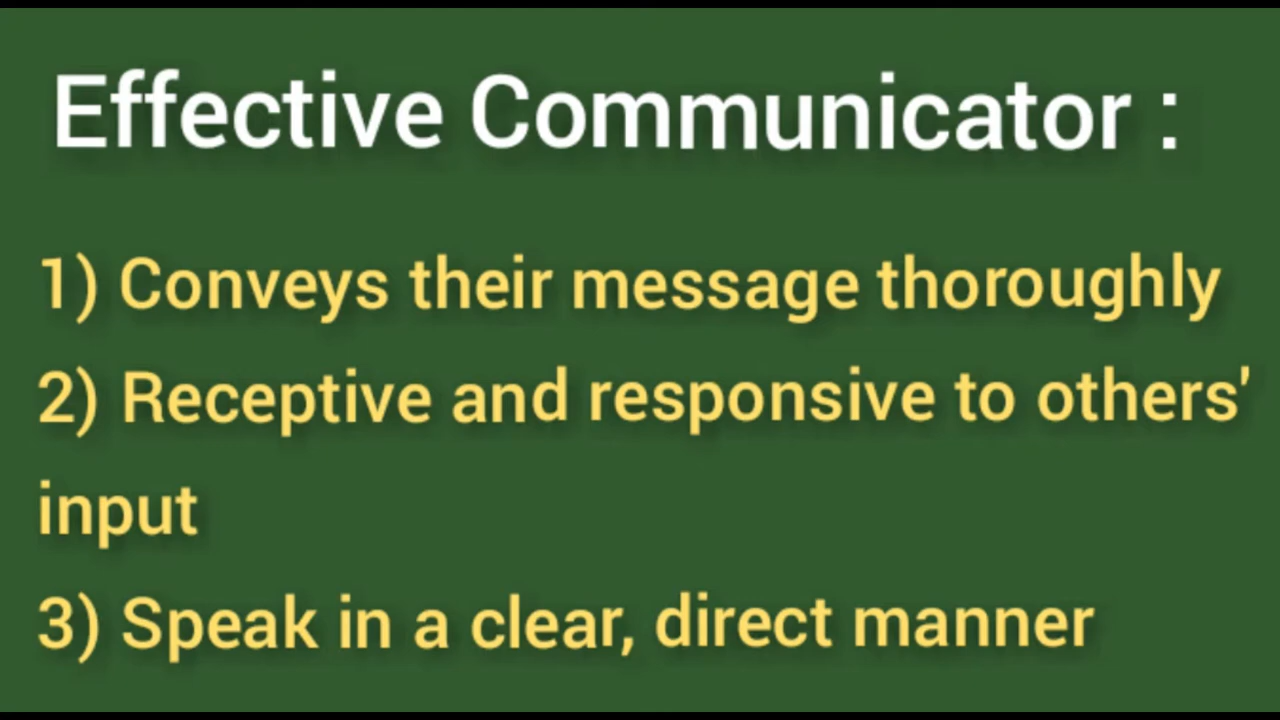 Effective Communicator :
1) Conveys their message thoroughly
2) Receptive and responsive to others'
input
3) Speak in a clear, direct manner